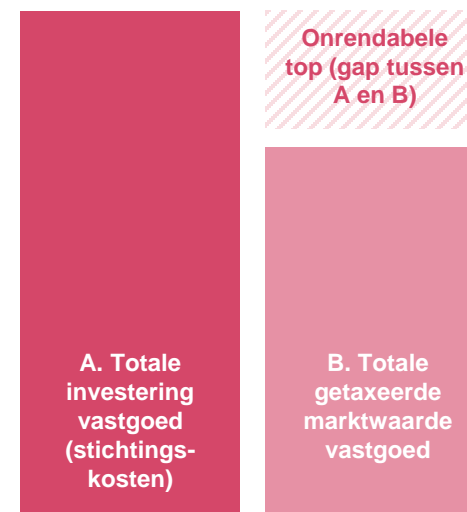 Onrendabele
top (gap tussen
A en B)
A. Totale
investering
vastgoed
(stichtings-
kosten)
B. Totale
getaxeerde
marktwaarde
vastgoed